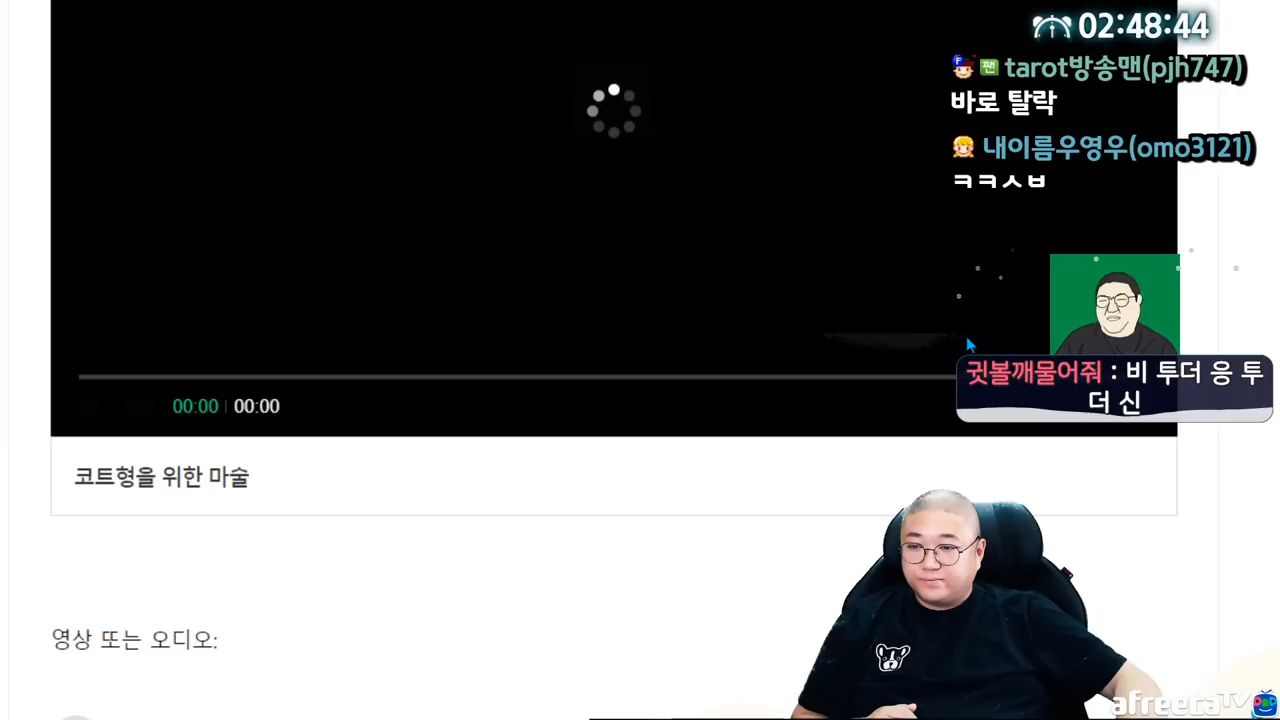 02:48:44
F 팬 tarot방송맨(pjh747)
바로 탈락
내이름우영우(omo3121)
ㅋㅋㅅㅂ
귓볼깨물어줘 : 비 투더 응 투
더 신
00:00 | 00:00
코트형을 위한 마술
영상 또는 오디오:
afreecaTV